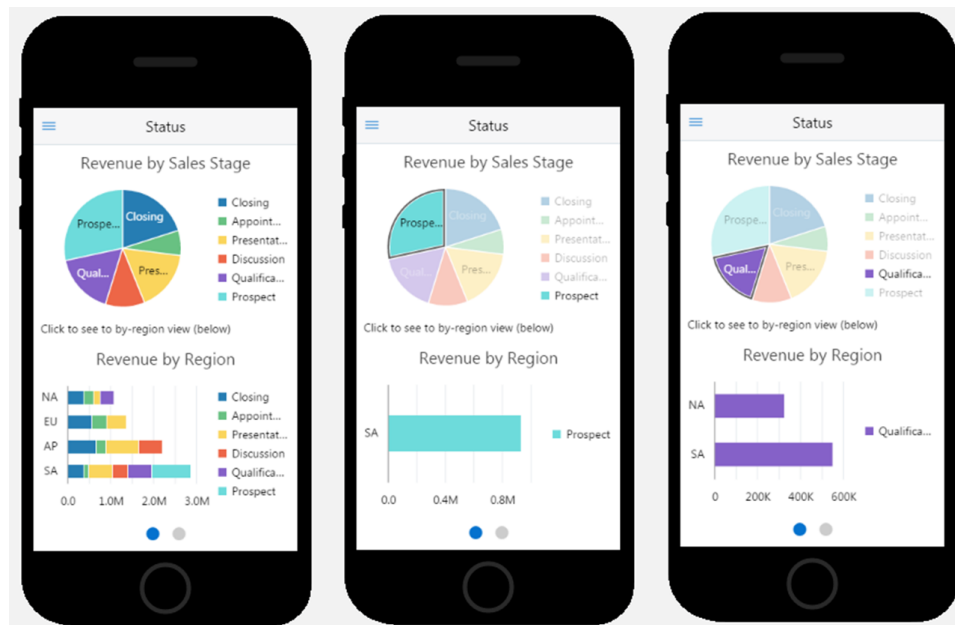 Status
Revenue by Sales Stage
Closing
Prospe...
Qual...
Pres...
Closing
Appoint...
Presentat...
Discussion
Qualifica...
Prospect
Click to see to by-region view (below)
Revenue by Region
NA
EU
AP
SA
0.0 1.0M 2.0M 3.0M
Closing
Appoint...
Presentat...
Discussion
Qualifica...
Prospect
Status
Revenue by Sales Stage
Closing
Prospe...
Qual...
Pres...
Closing
Appoint...
Presentat...
Discussion
Qualifica...
Prospect
Click to see to by-region view (below)
Revenue by Region
SA
0.0 0.4M 0.8M
Prospect
Status
Revenue by Sales Stage
Closing
Prospe...
Qual...
Pres...
Closing
Appoint...
Presentat...
Discussion
Qualifica...
Prospect
Click to see to by-region view (below)
Revenue by Region
NA
SA
0 200K 400K 600K
Qualifica...